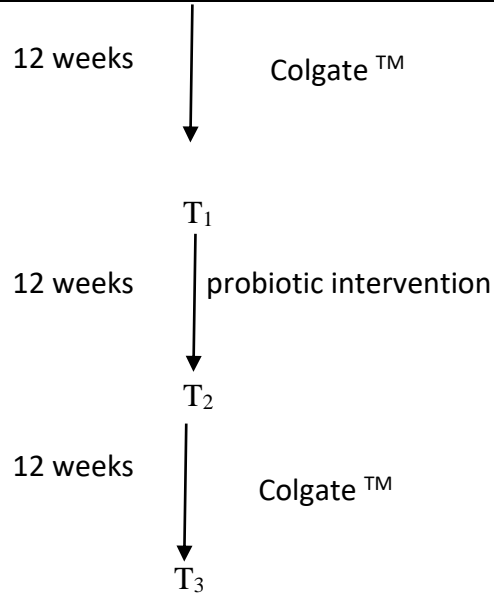 12 weeks Colgate ™
T₁
12 weeks probiotic intervention
T₂
12 weeks Colgate ™
T₃